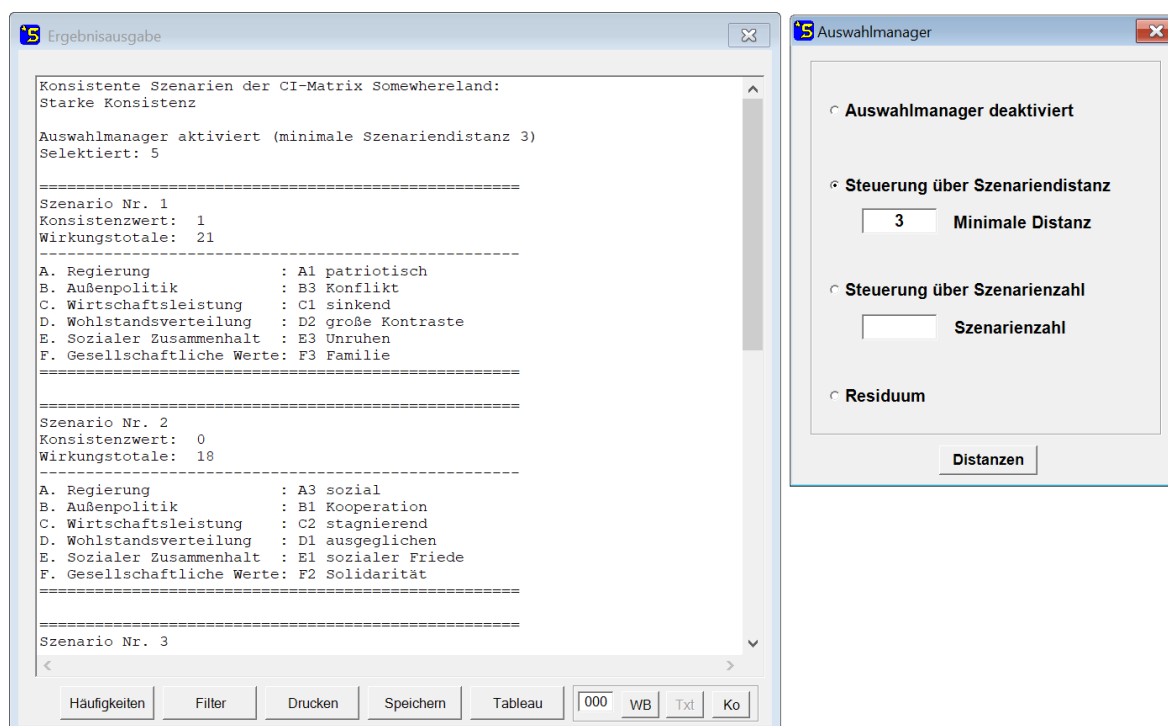 Ergebnisausgabe
Konsistente Szenarien der CI-Matrix Somewhereland:
Starke Konsistenz
Auswahlmanager aktiviert (minimale Szenariendistanz 3)
Selektiert: 5
====================================================
Szenario Nr. 1
Konsistenzwert:  1
Wirkungstotale:  21
----------------------------------------------------
A. Regierung              : A1 patriotisch
B. Außenpolitik           : B3 Konflikt
C. Wirtschaftsleistung    : C1 sinkend
D. Wohlstandsverteilung   : D2 große Kontraste
E. Sozialer Zusammenhalt  : E3 Unruhen
F. Gesellschaftliche Werte: F3 Familie
====================================================
====================================================
Szenario Nr. 2
Konsistenzwert:  0
Wirkungstotale:  18
----------------------------------------------------
A. Regierung              : A3 sozial
B. Außenpolitik           : B1 Kooperation
C. Wirtschaftsleistung    : C2 stagnierend
D. Wohlstandsverteilung   : D1 ausgeglichen
E. Sozialer Zusammenhalt  : E1 sozialer Friede
F. Gesellschaftliche Werte: F2 Solidarität
====================================================
====================================================
Szenario Nr. 3
Häufigkeiten Filter Drucken Speichern Tableau 000 WB Txt Ko
Auswahlmanager
Auswahlmanager deaktiviert
Steuerung über Szenariendistanz
3 Minimale Distanz
Steuerung über Szenarienzahl
Szenarienzahl
Residuum
Distanzen